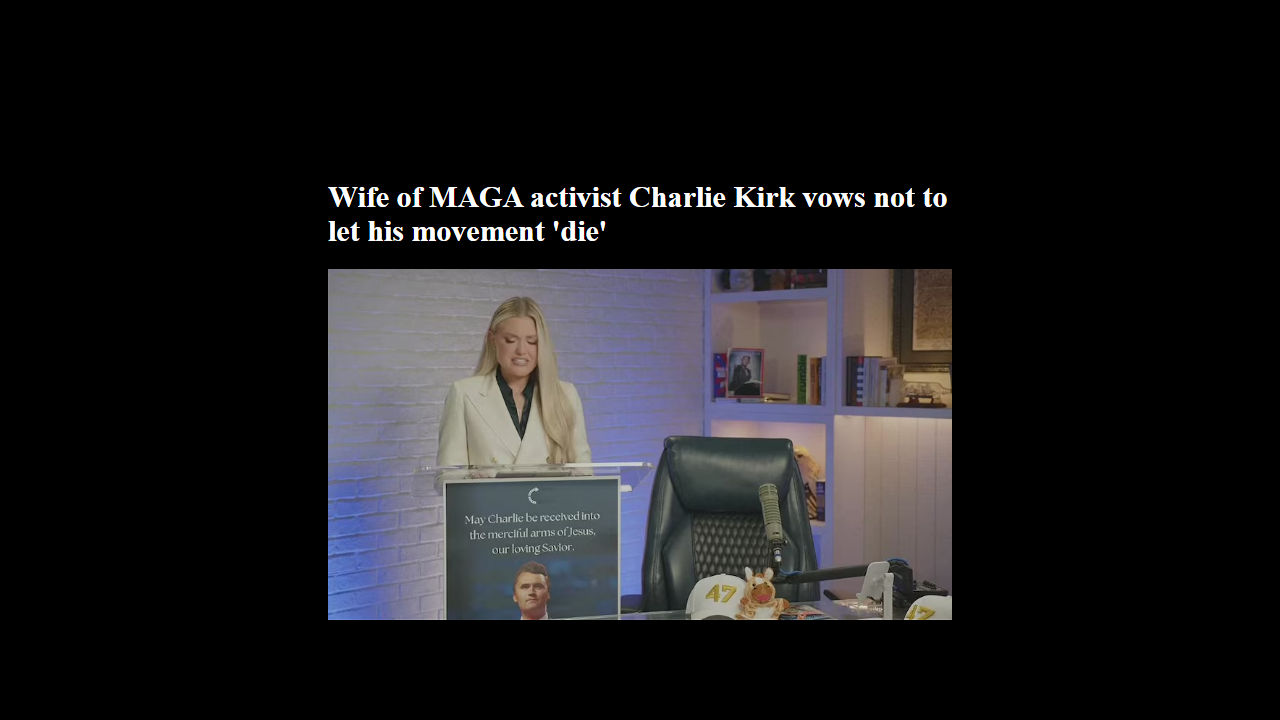 Wife of MAGA activist Charlie Kirk vows not to
let his movement 'die'
May Charlie be received into
the merciful arms of Jesus,
our loving Savior.
rumble
47
47